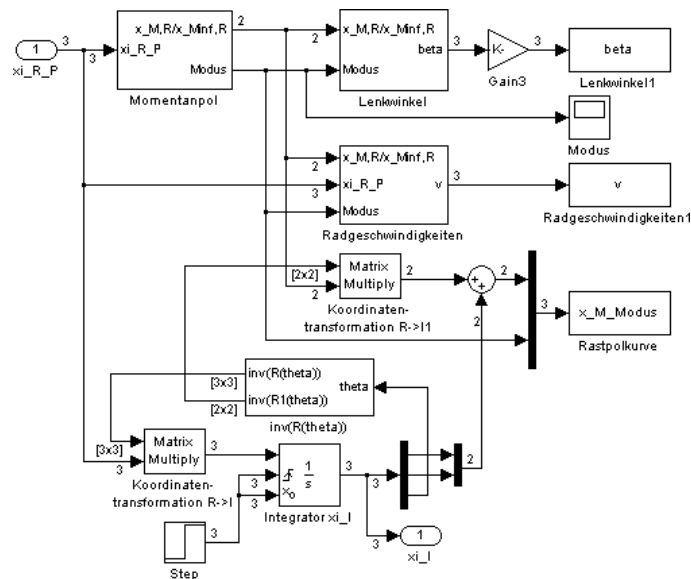 1
3
3
xi_R_P
x_M,R/x_Minf,R
xi_R_P
Modus
Momentanpol
2
2
x_M,R/x_Minf,R
beta
Modus
Lenkwinkel
3
K-
Gain3
3
beta
Lenkwinkel1
Modus
2
3
x_M,R/x_Minf,R
xi_R_P
v
Modus
Radgeschwindigkeiten
3
v
Radgeschwindigkeiten1
[2x2]
2
Matrix
Multiply
2
Koordinaten-
transformation R->I1
2
2
3
x_M_Modus
Rastpolkurve
[3x3]
[2x2]
inv(R(theta))
theta
inv(R1(theta))
inv(R(theta))
[3x3]
3
Matrix
Multiply
3
Koordinaten-
transformation R->I
1
s
x
o
Integrator xi_I
3
3
2
3
Step
3
3
1
xi_I